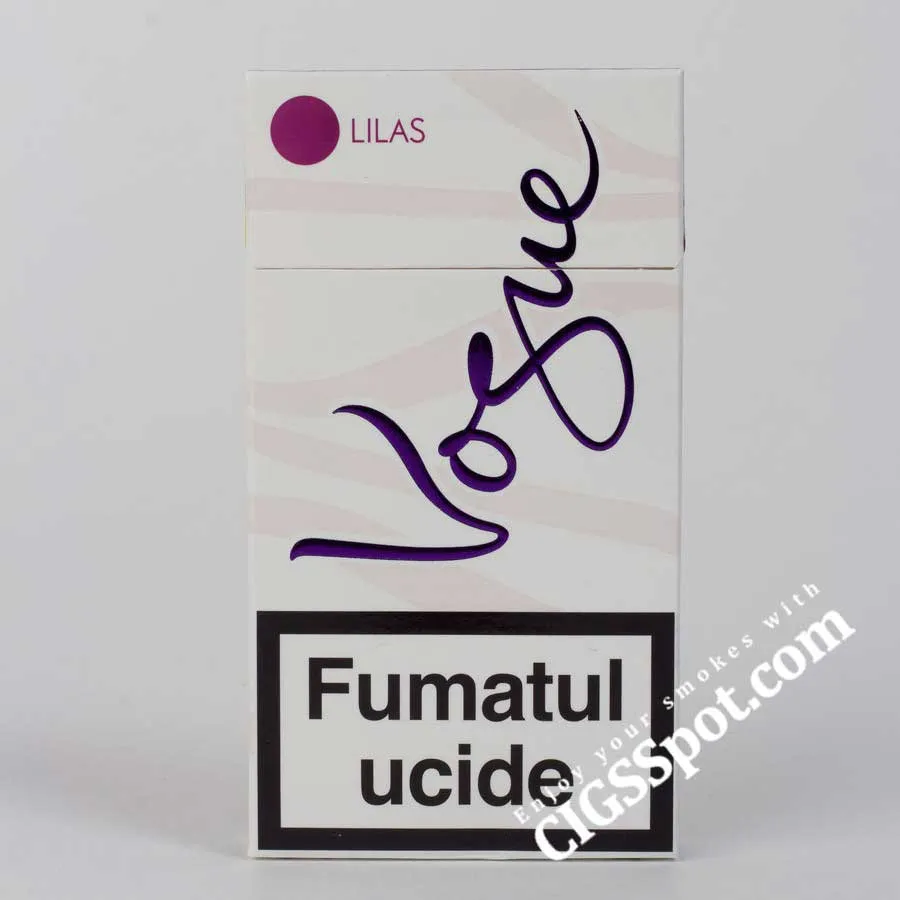 LILAS
Vogue
Fumatul
ucide
Enjoy your smokes with
CIGSSpot.com